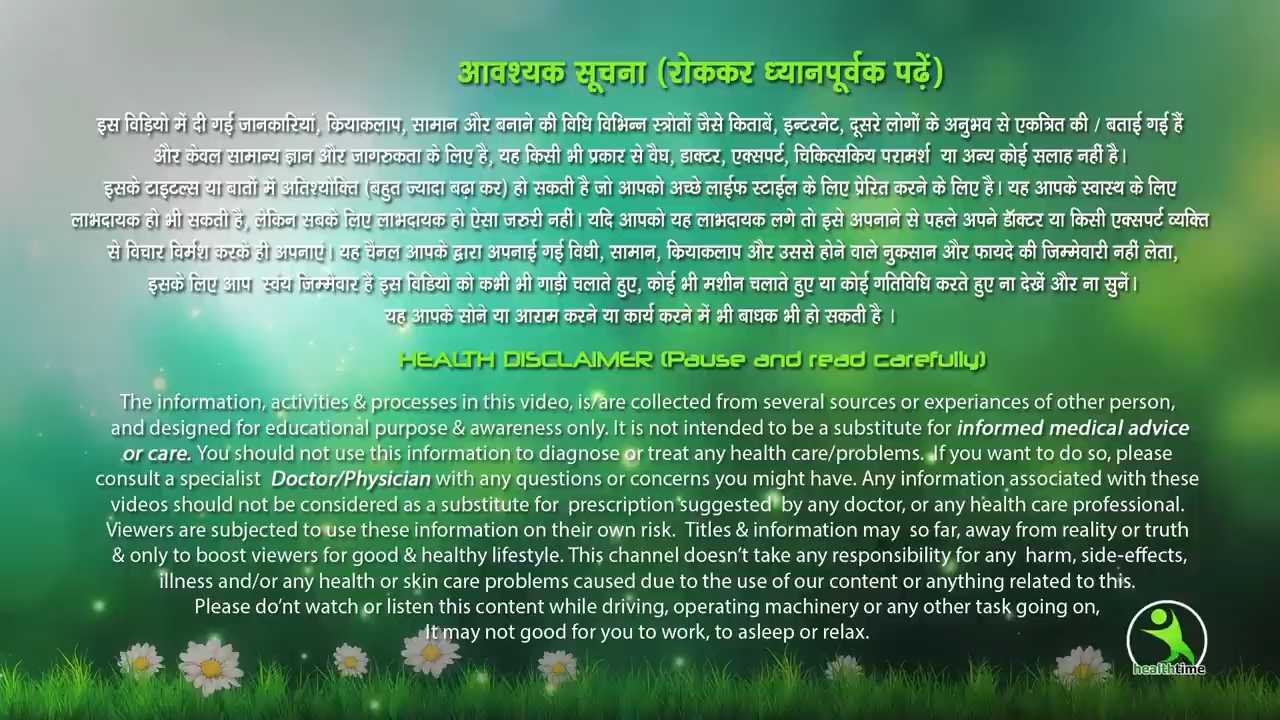 आवश्यक सूचना (रोककर ध्यानपूर्वक पढ़ें)
इस विड़ियो में दी गई जानकारियां, क्रियाकलाप, सामान और बनाने की विधि विभिन्न स्त्रोतों जैसे किताबें, इन्टरनेट, दूसरे लोगों के अनुभव से एकत्रित की / बताई गई हैं
और केवल सामान्य ज्ञान और जागरुकता के लिए है, यह किसी भी प्रकार से वैद्य, डाक्टर, एक्सपर्ट, चिकित्सकिय परामर्श या अन्य कोई सलाह नहीं है।
इसके टाइटल्स या बातों में अतिश्योक्ति (बहुत ज्यादा बढ़ा कर) हो सकती है जो आपको अच्छे लाईफ स्टाईल के लिए प्रेरित करने के लिए है। यह आपके स्वास्थ के लिए
लाभदायक हो भी सकती है, लेकिन सबके लिए लाभदायक हो ऐसा जरुरी नहीं। यदि आपको यह लाभदायक लगे तो इसे अपनाने से पहले अपने डॅाक्टर या किसी एक्सपर्ट व्यक्ति
से विचार विर्मश करके ही अपनाएं। यह चैनल आपके द्वारा अपनाई गई विधी, सामान, क्रियाकलाप और उससे होने वाले नुकसान और फायदे की जिम्मेवारी नहीं लेता,
इसके लिए आप स्वंय जिम्मेवार हैं इस विडियो को कभी भी गाड़ी चलाते हुए, कोई भी मशीन चलाते हुए या कोई गतिविधि करते हुए ना देखें और ना सुनें।
यह आपके सोने या आराम करने या कार्य करने में भी बाधक भी हो सकती है ।
HEALTH DISCLAIMER (Pause and read carefully)
The information, activities & processes in this video, is/are collected from several sources or experiances of other person,
and designed for educational purpose & awareness only. It is not intended to be a substitute for informed medical advice
or care. You should not use this information to diagnose or treat any health care/problems. If you want to do so, please
consult a specialist Doctor/Physician with any questions or concerns you might have. Any information associated with these
videos should not be considered as a substitute for prescription suggested by any doctor, or any health care professional.
Viewers are subjected to use these information on their own risk. Titles & information may so far, away from reality or truth
& only to boost viewers for good & healthy lifestyle. This channel doesn't take any responsibility for any harm, side-effects,
illness and/or any health or skin care problems caused due to the use of our content or anything related to this.
Please do'nt watch or listen this content while driving, operating machinery or any other task going on,
It may not good for you to work, to asleep or relax.
healthtime